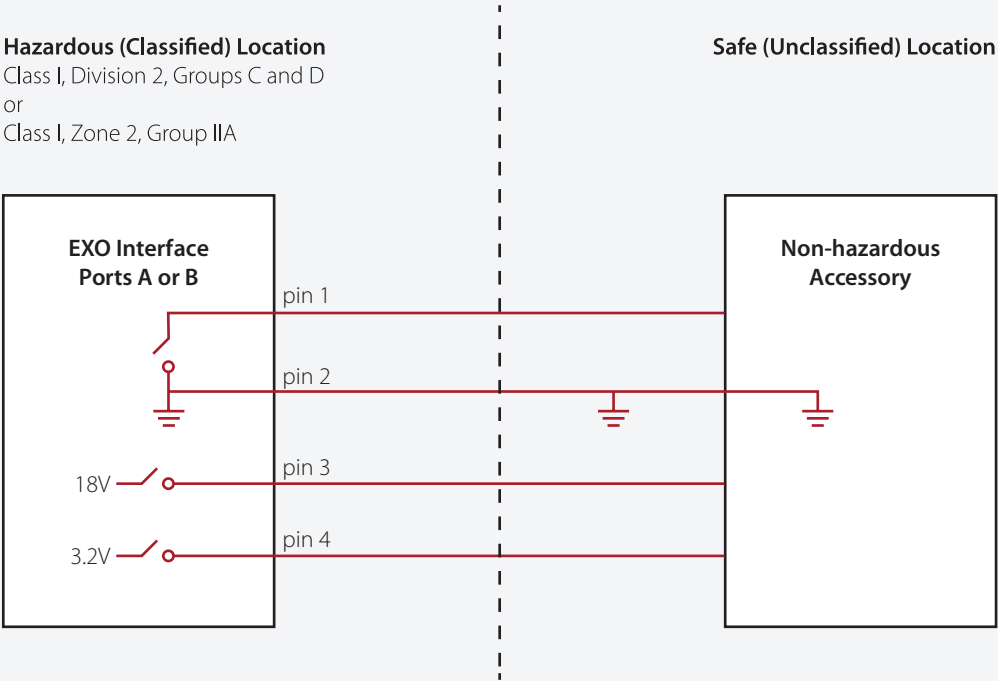 Hazardous (Classified) Location
Class I, Division 2, Groups C and D
or
Class I, Zone 2, Group IIA
Safe (Unclassified) Location
EXO Interface
Ports A or B
pin 1
pin 2
pin 3
18V
pin 4
3.2V
Non-hazardous
Accessory